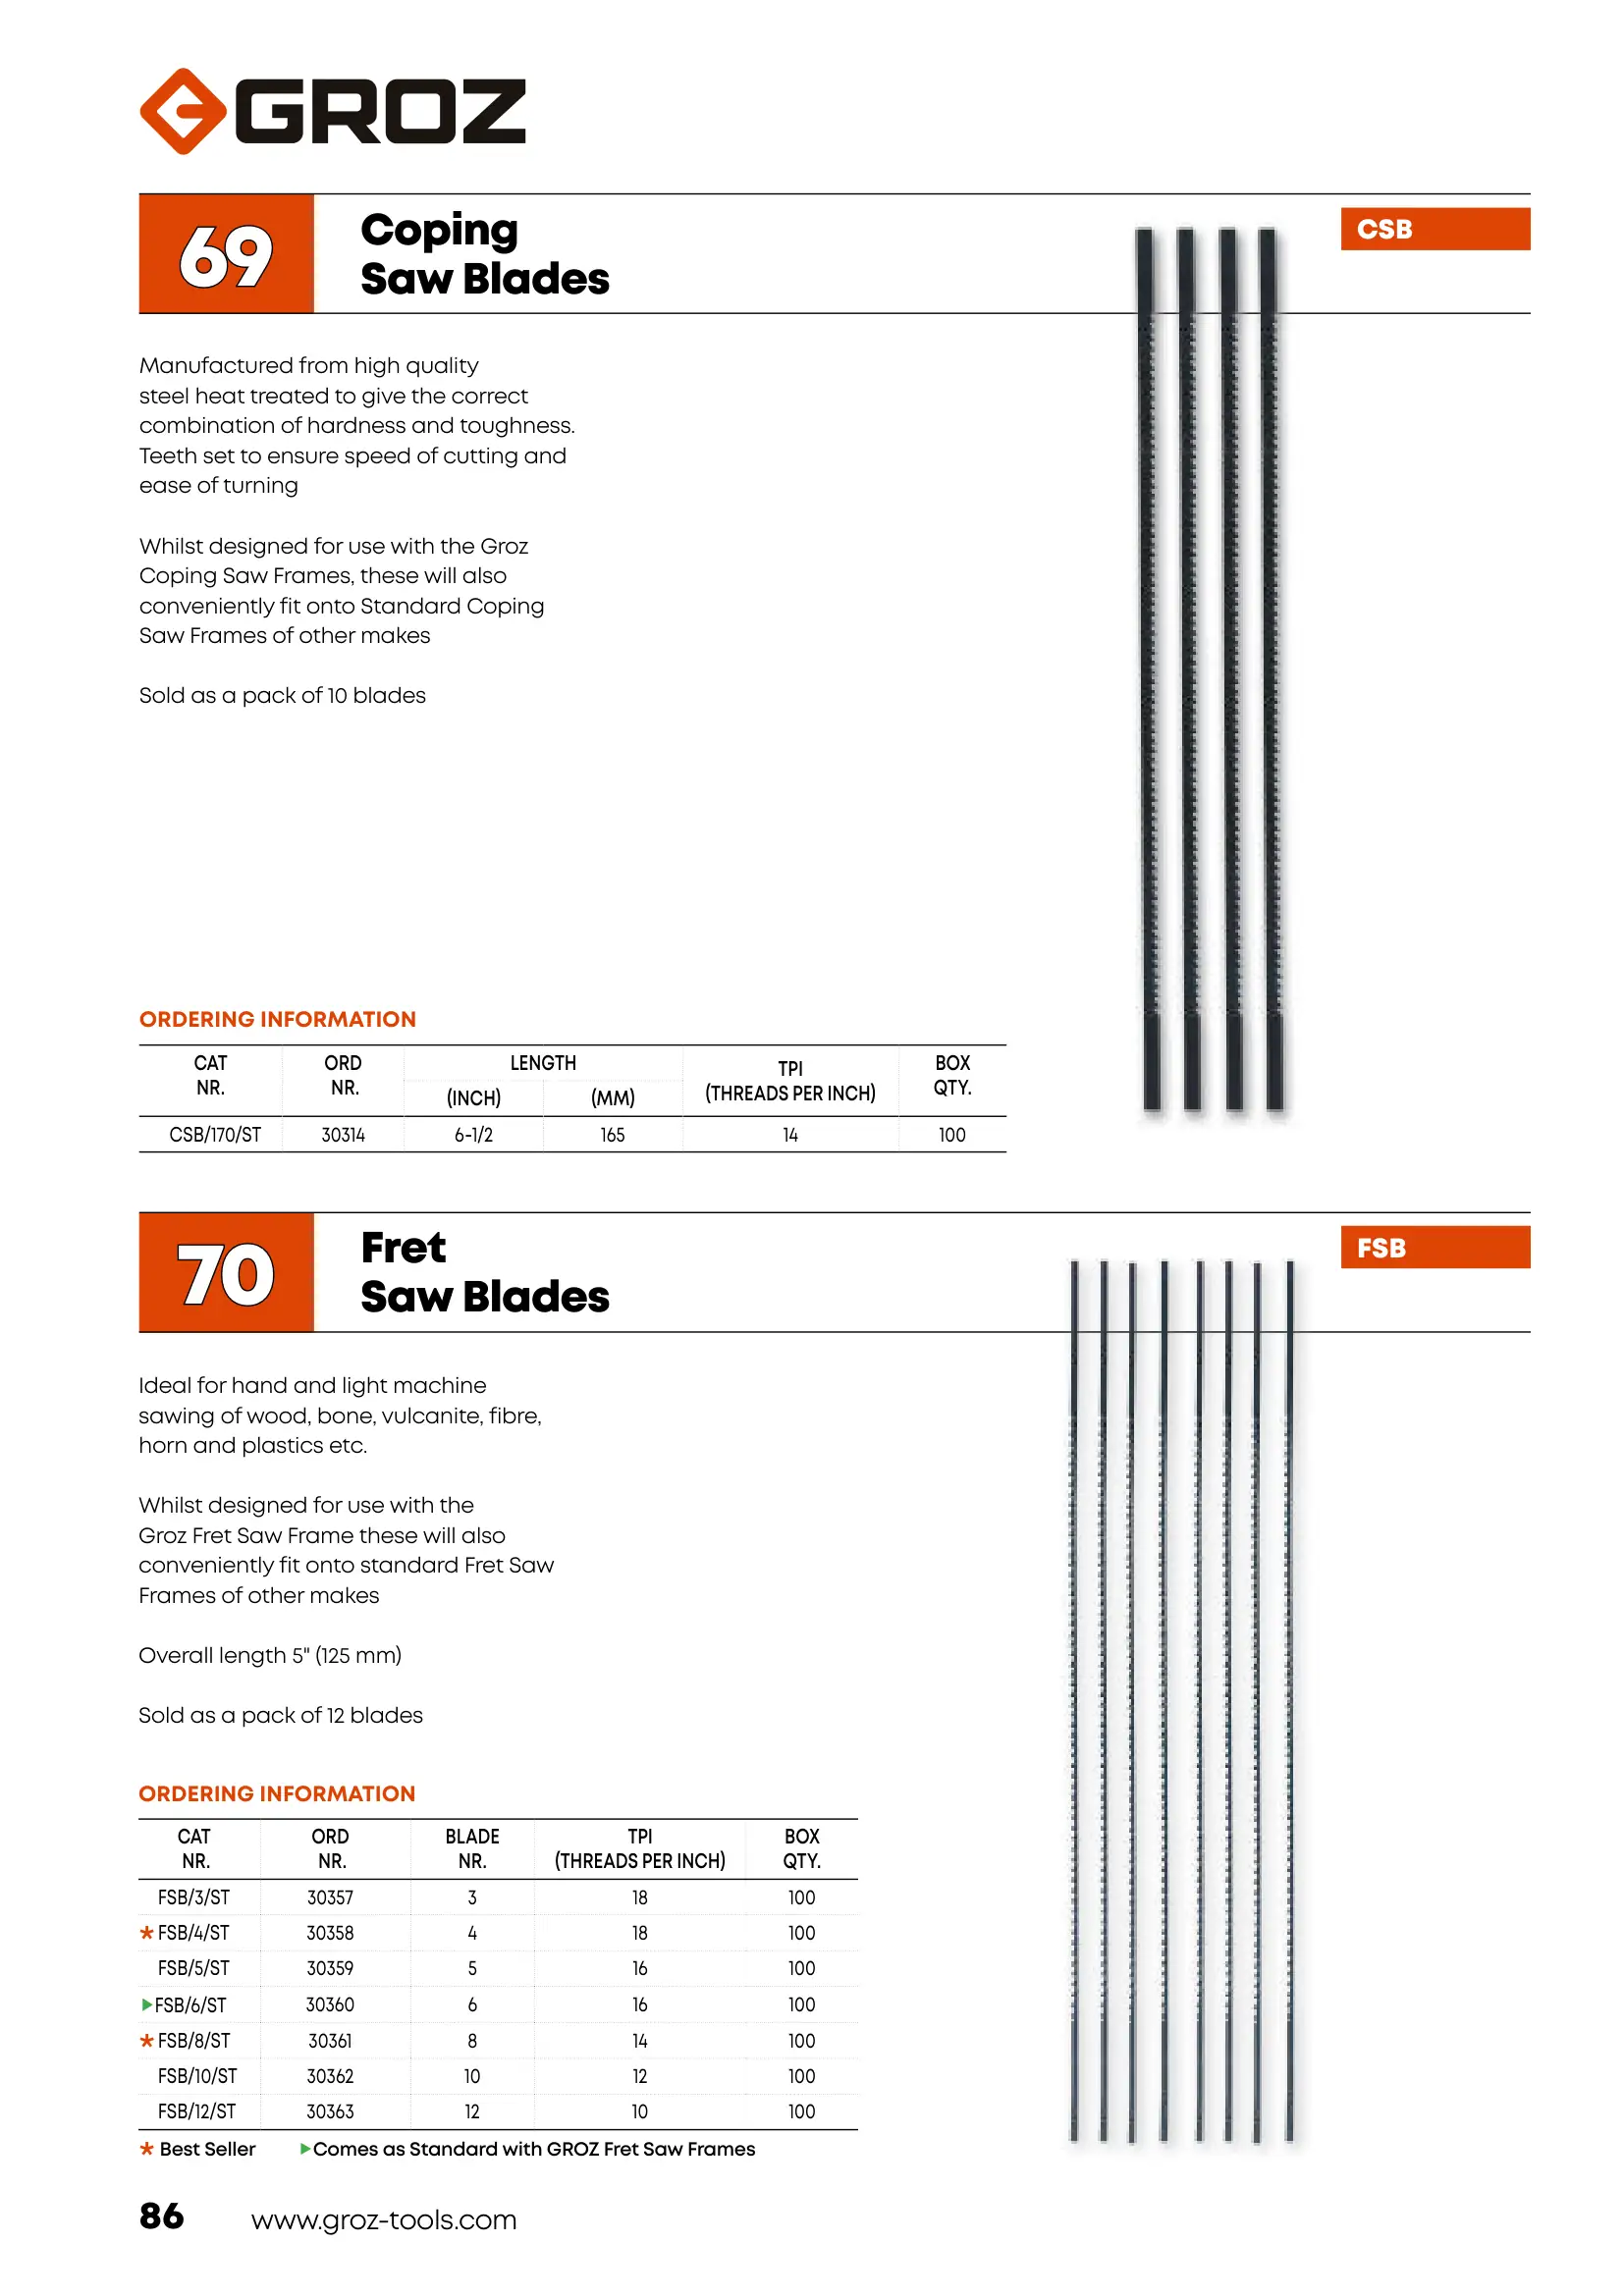 GROZ
69
Coping
Saw Blades
CSB
Manufactured from high quality
steel heat treated to give the correct
combination of hardness and toughness.
Teeth set to ensure speed of cutting and
ease of turning
Whilst designed for use with the Groz
Coping Saw Frames, these will also
conveniently fit onto Standard Coping
Saw Frames of other makes
Sold as a pack of 10 blades
ORDERING INFORMATION
CAT NR. ORD NR. LENGTH (INCH) (MM) TPI (THREADS PER INCH) BOX QTY.
CSB/170/ST 30314 6-1/2 165 14 100
70
Fret
Saw Blades
FSB
Ideal for hand and light machine
sawing of wood, bone, vulcanite, fibre,
horn and plastics etc.
Whilst designed for use with the
Groz Fret Saw Frame these will also
conveniently fit onto standard Fret Saw
Frames of other makes
Overall length 5" (125 mm)
Sold as a pack of 12 blades
ORDERING INFORMATION
CAT NR. ORD NR. BLADE NR. TPI (THREADS PER INCH) BOX QTY.
FSB/3/ST 30357 3 18 100
* FSB/4/ST 30358 4 18 100
FSB/5/ST 30359 5 16 100
▶FSB/6/ST 30360 6 16 100
* FSB/8/ST 30361 8 14 100
FSB/10/ST 30362 10 12 100
FSB/12/ST 30363 12 10 100
* Best Seller ▶Comes as Standard with GROZ Fret Saw Frames
86 www.groz-tools.com